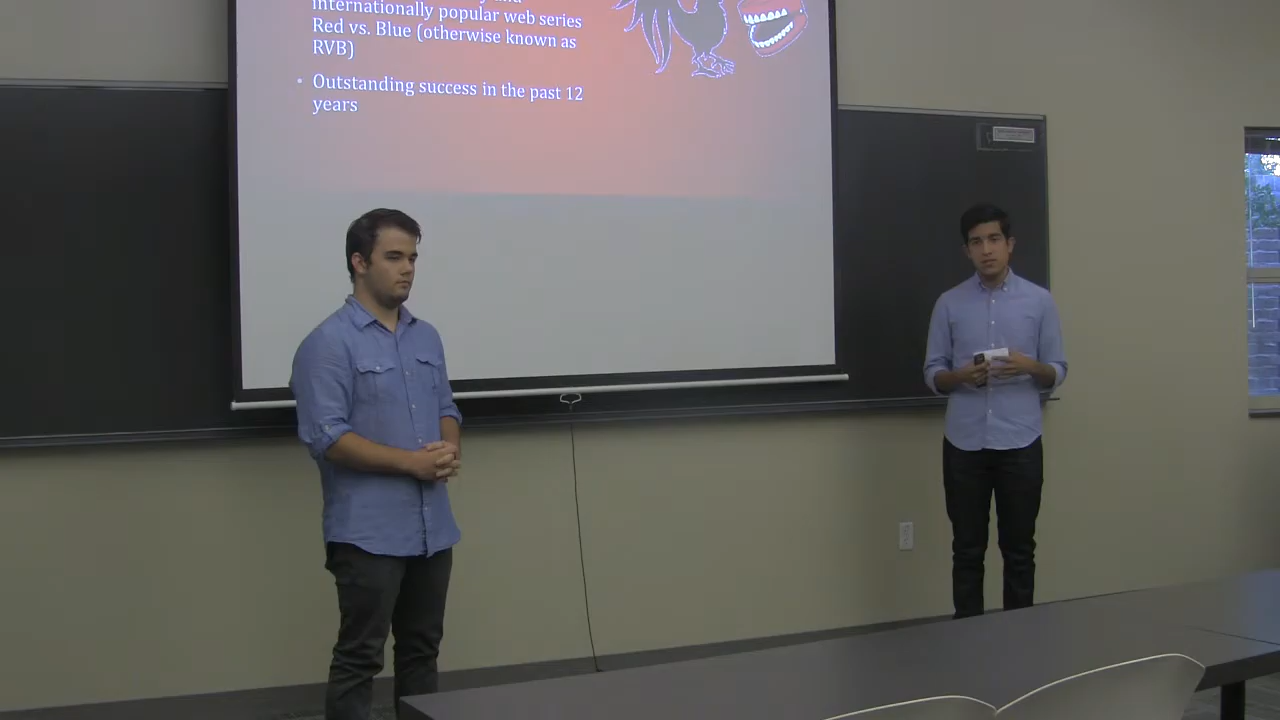 internationally popular web series
Red vs. Blue (otherwise known as
RVB)
• Outstanding success in the past 12
years